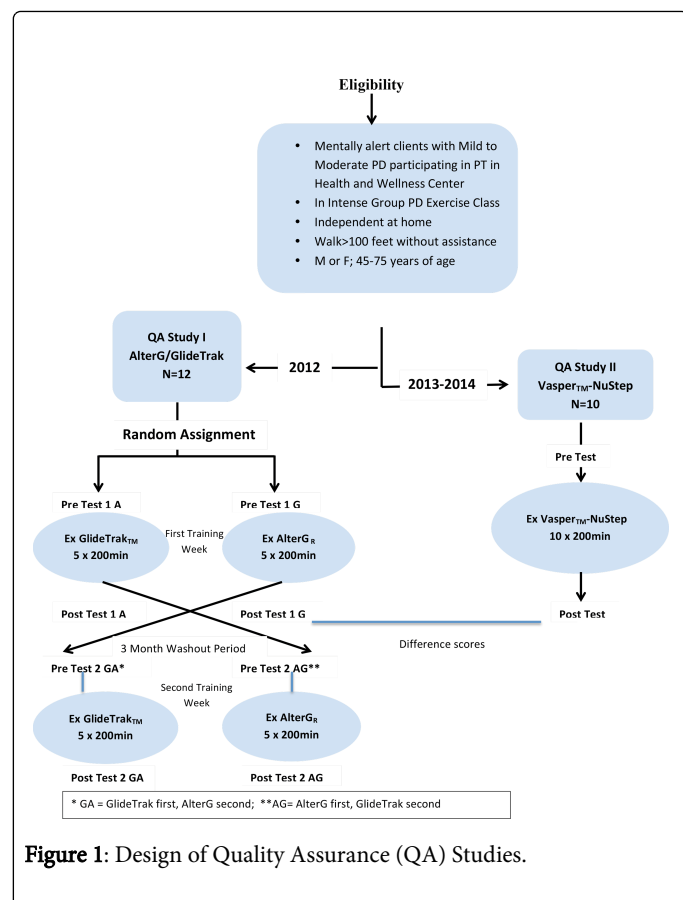 Eligibility
• Mentally alert clients with Mild to
Moderate PD participating in PT in
Health and Wellness Center
• In Intense Group PD Exercise Class
• Independent at home
• Walk>100 feet without assistance
• M or F; 45-75 years of age
QA Study I
AlterG/GlideTrak
N=12
2012
2013-2014
QA Study II
Vasper™-NuStep
N=10
Random Assignment
Pre Test
Pre Test 1 A
Pre Test 1 G
Ex GlideTrak™
5 x 200min
First Training
Week
Ex AlterG R
5 x 200min
Ex Vasper™-NuStep
10 x 200min
Post Test 1 A
Post Test 1 G
Post Test
3 Month Washout Period
Difference scores
Pre Test 2 GA*
Pre Test 2 AG**
Second Training
Week
Ex GlideTrak™
5 x 200min
Ex AlterG R
5 x 200min
Post Test 2 GA
Post Test 2 AG
* GA = GlideTrak first, AlterG second; **AG= AlterG first, GlideTrak second
Figure 1: Design of Quality Assurance (QA) Studies.